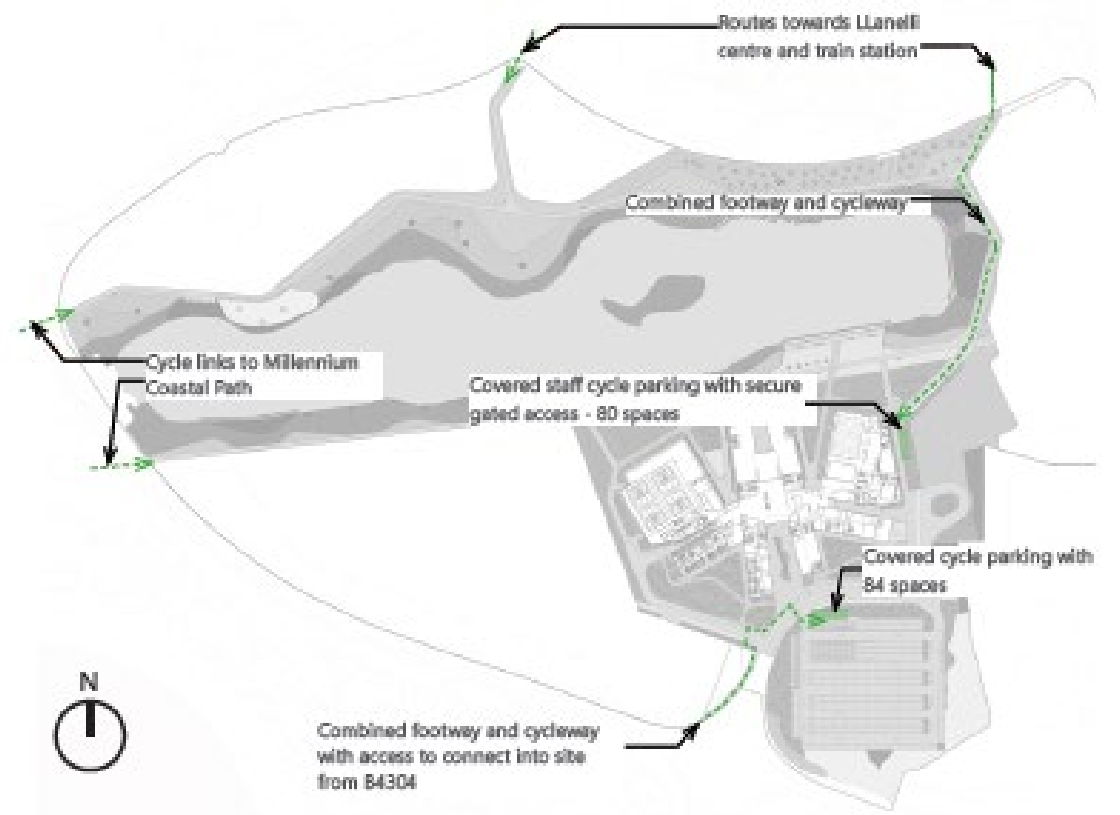 Routes towards LLanelli
centre and train station
Combined footway and cycleway
Cycle links to Millennium
Coastal Path
Covered staff cycle parking with secure
gated access - 80 spaces
Covered cycle parking with
84 spaces
Combined footway and cycleway
with access to connect into site
from B4304
N